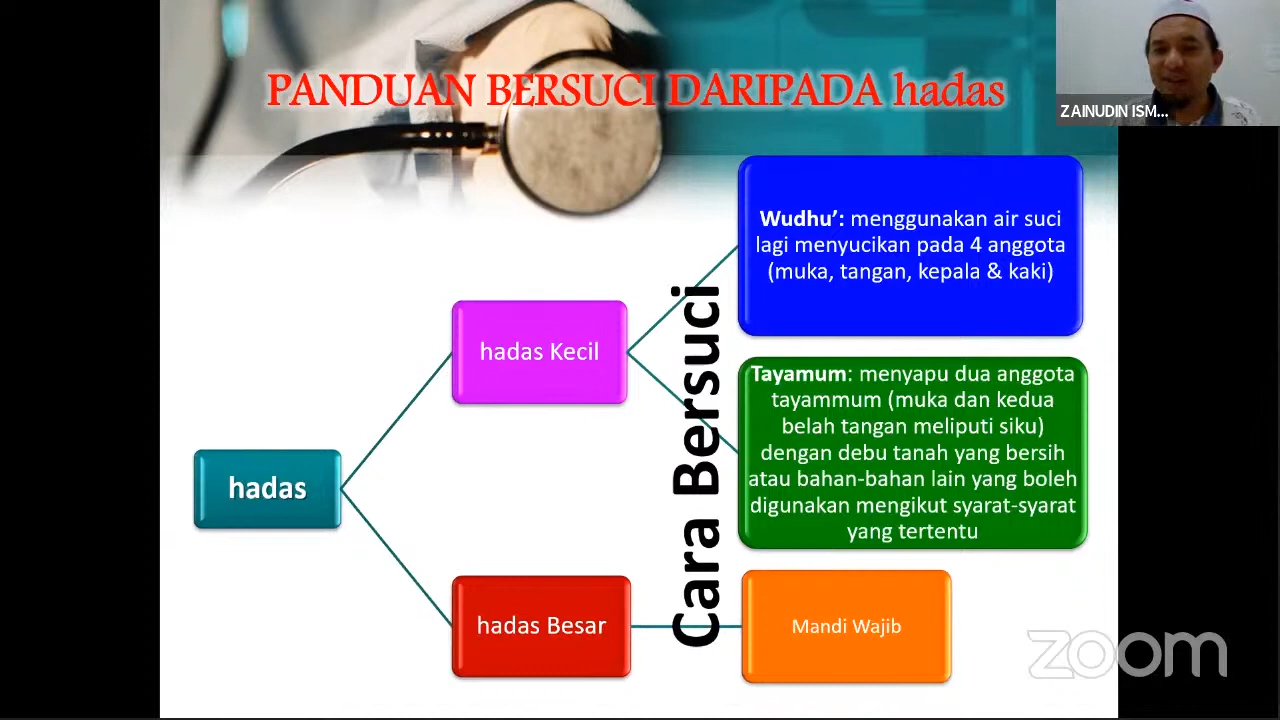 PANDUAN BERSUCI DARIPADA hadas
ZAINUDIN ISM...
Wudhu’: menggunakan air suci
lagi menyucikan pada 4 anggota
(muka, tangan, kepala & kaki)
hadas Kecil
Cara Bersuci
Tayamum: menyapu dua anggota
tayammum (muka dan kedua
belah tangan meliputi siku)
dengan debu tanah yang bersih
atau bahan-bahan lain yang boleh
digunakan mengikut syarat-syarat
yang tertentu
hadas
hadas Besar
Mandi Wajib
zoom